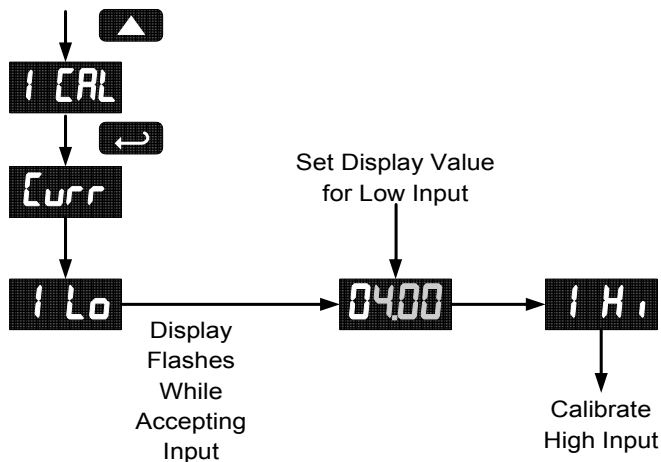 1 CAL
Curr
1 Lo
Display
Flashes
While
Accepting
Input
Set Display Value
for Low Input
04.00
1 Hi
Calibrate
High Input